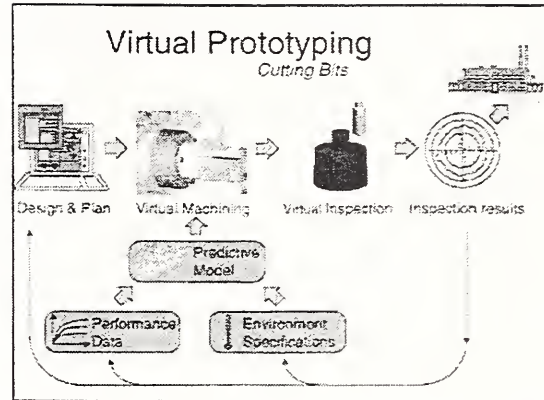 Virtual Prototyping
Cutting Bits
Design & Plan
Virtual Machining
Virtual Inspection
Inspection results
Predictive
Model
Performance
Data
Environment
Specifications